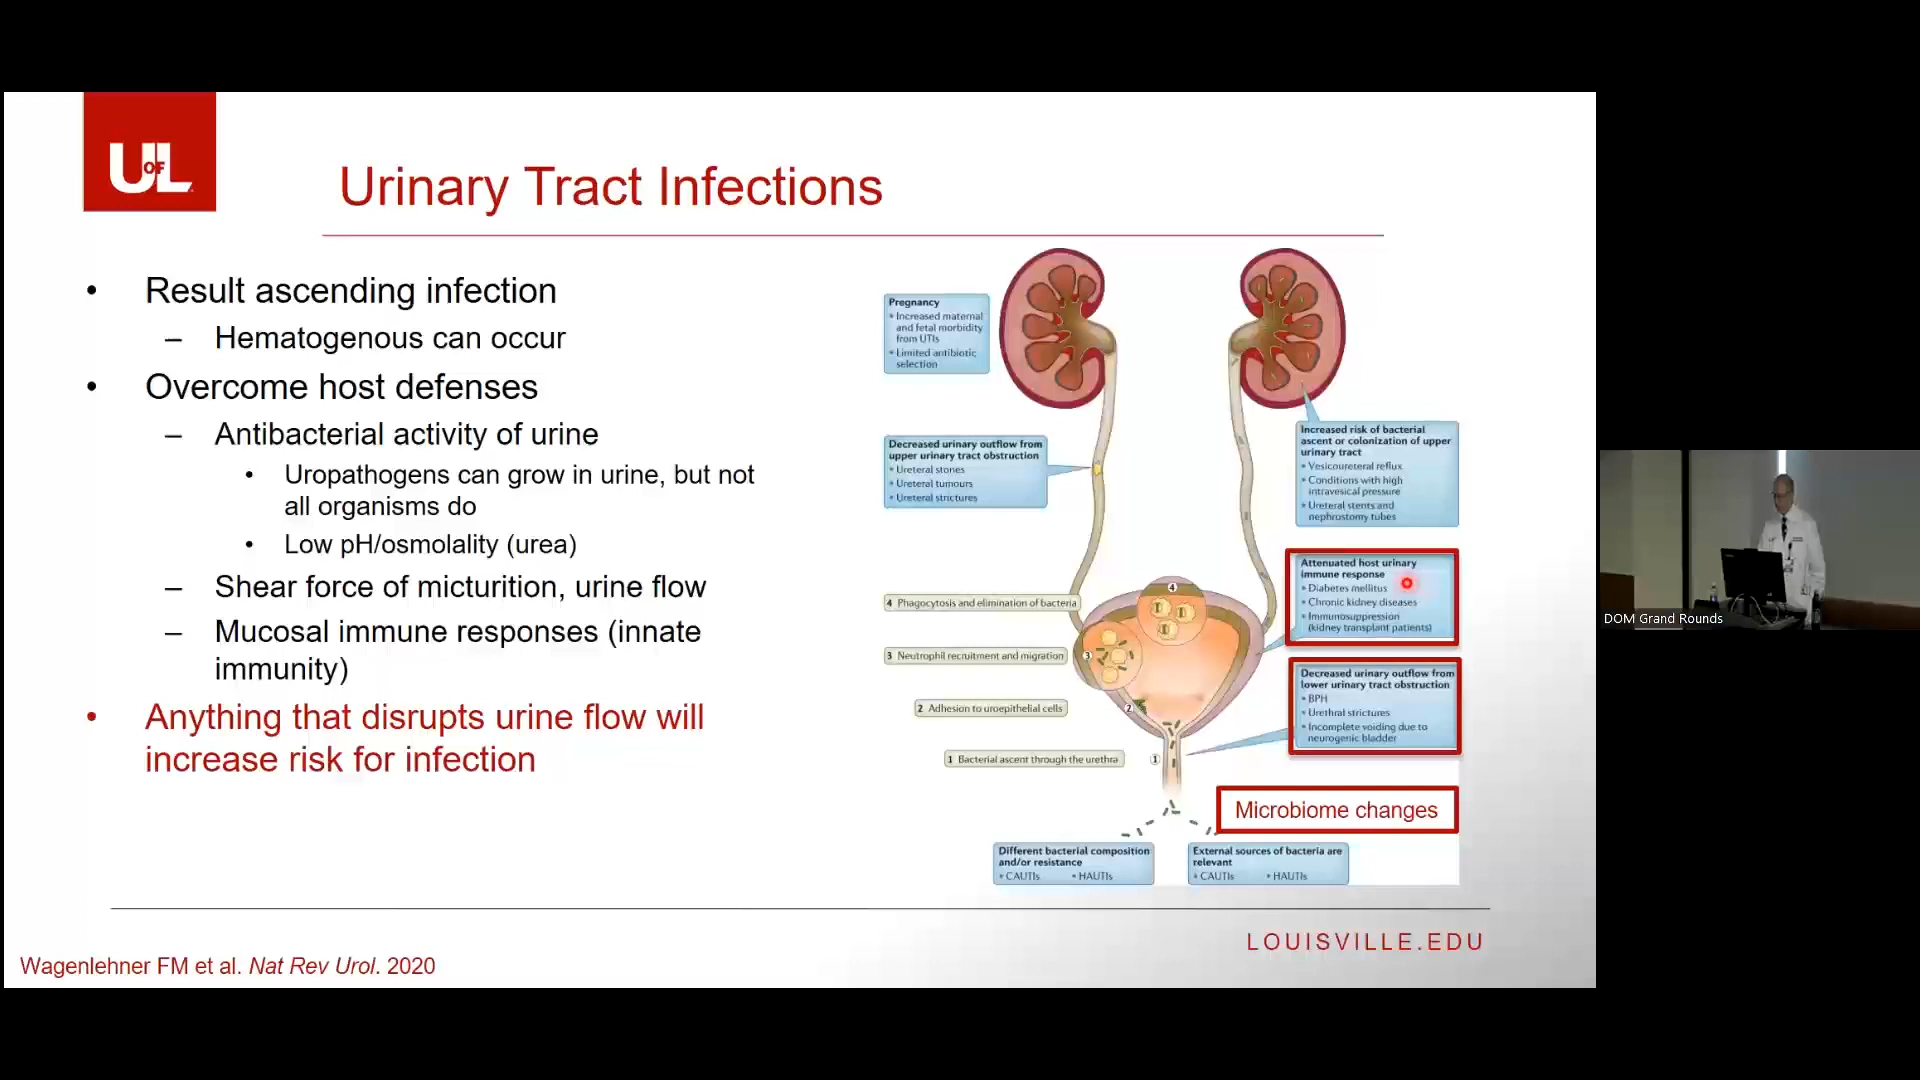 UofL
Urinary Tract Infections
• Result ascending infection
– Hematogenous can occur
• Overcome host defenses
– Antibacterial activity of urine
• Uropathogens can grow in urine, but not
all organisms do
• Low pH/osmolality (urea)
– Shear force of micturition, urine flow
– Mucosal immune responses (innate
immunity)
• Anything that disrupts urine flow will
increase risk for infection
Pregnancy
• Increased maternal
and fetal morbidity
from UTIs
• Limited antibiotic
selection
Decreased urinary outflow from
upper urinary tract obstruction
• Ureteral stones
• Ureteral tumours
• Ureteral strictures
Increased risk of bacterial
ascent or colonization of upper
urinary tract
• Vesicoureteral reflux
• Conditions with high
intravesical pressure
• Ureteral stents and
nephrostomy tubes
Attenuated host urinary
immune response
• Diabetes mellitus
• Chronic kidney diseases
• Immunosuppression
(kidney transplant patients)
Decreased urinary outflow from
lower urinary tract obstruction
• BPH
• Urethral strictures
• Incomplete voiding due to
neurogenic bladder
4 Phagocytosis and elimination of bacteria
3 Neutrophil recruitment and migration
2 Adhesion to uroepithelial cells
1 Bacterial ascent through the urethra
4
3
2
1
Microbiome changes
Different bacterial composition
and/or resistance
• CAUTIs • HAUTIs
External sources of bacteria are
relevant
• CAUTIs • HAUTIs
LOUISVILLE.EDU
Wagenlehner FM et al. Nat Rev Urol. 2020
DOM Grand Rounds